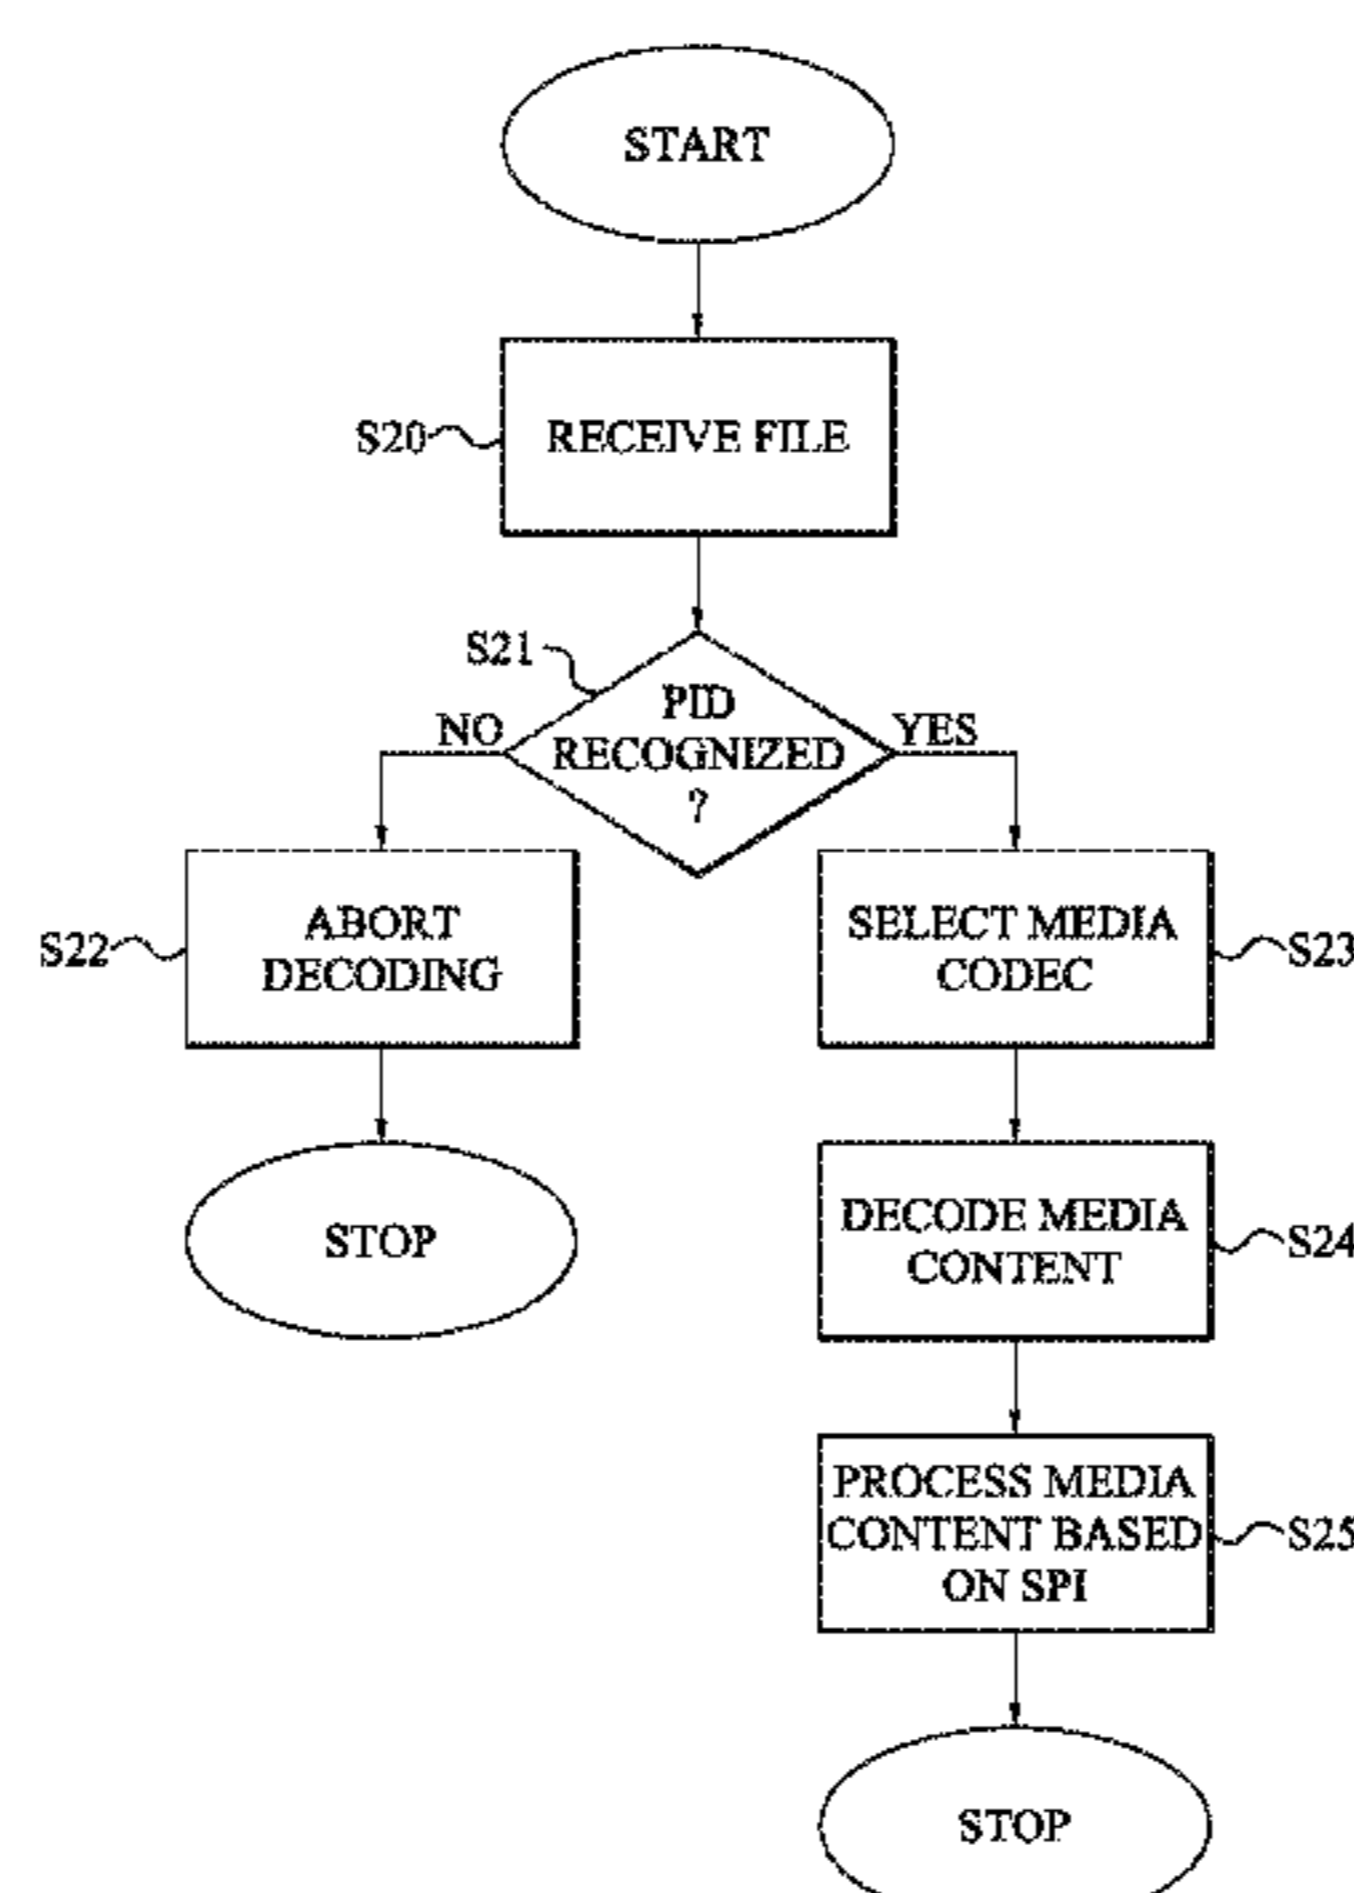 START
S20
RECEIVE FILE
S21
PID
RECOGNIZED
?
NO
YES
S22
ABORT
DECODING
SELECT MEDIA
CODEC
S23
STOP
DECODE MEDIA
CONTENT
S24
PROCESS MEDIA
CONTENT BASED
ON SPI
S25
STOP